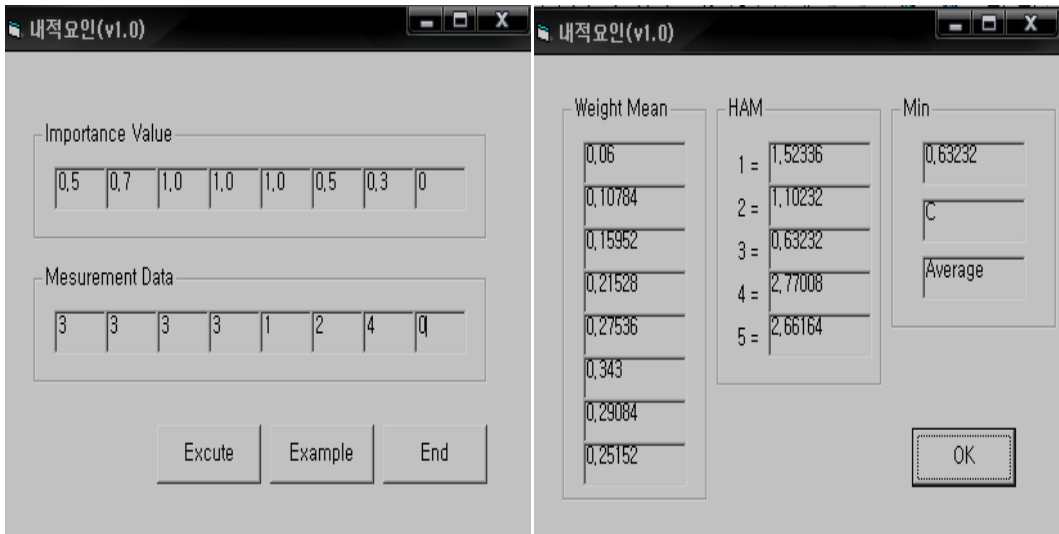 내적요인(v1.0)
Importance Value
0,5 0,7 1,0 1,0 1,0 0,5 0,3 0
Mesurement Data
3 3 3 3 1 2 4 0
Excute Example End
내적요인(v1.0)
Weight Mean
0,06
0,10784
0,15952
0,21528
0,27536
0,343
0,29084
0,25152
HAM
1 = 1,52336
2 = 1,10232
3 = 0,63232
4 = 2,77008
5 = 2,66164
Min
0,63232
C
Average
OK